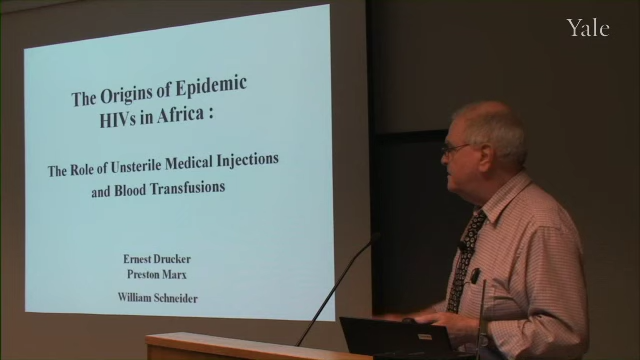 Yale
The Origins of Epidemic
HIVs in Africa :
The Role of Unsterile Medical Injections
and Blood Transfusions
Ernest Drucker
Preston Marx
William Schneider